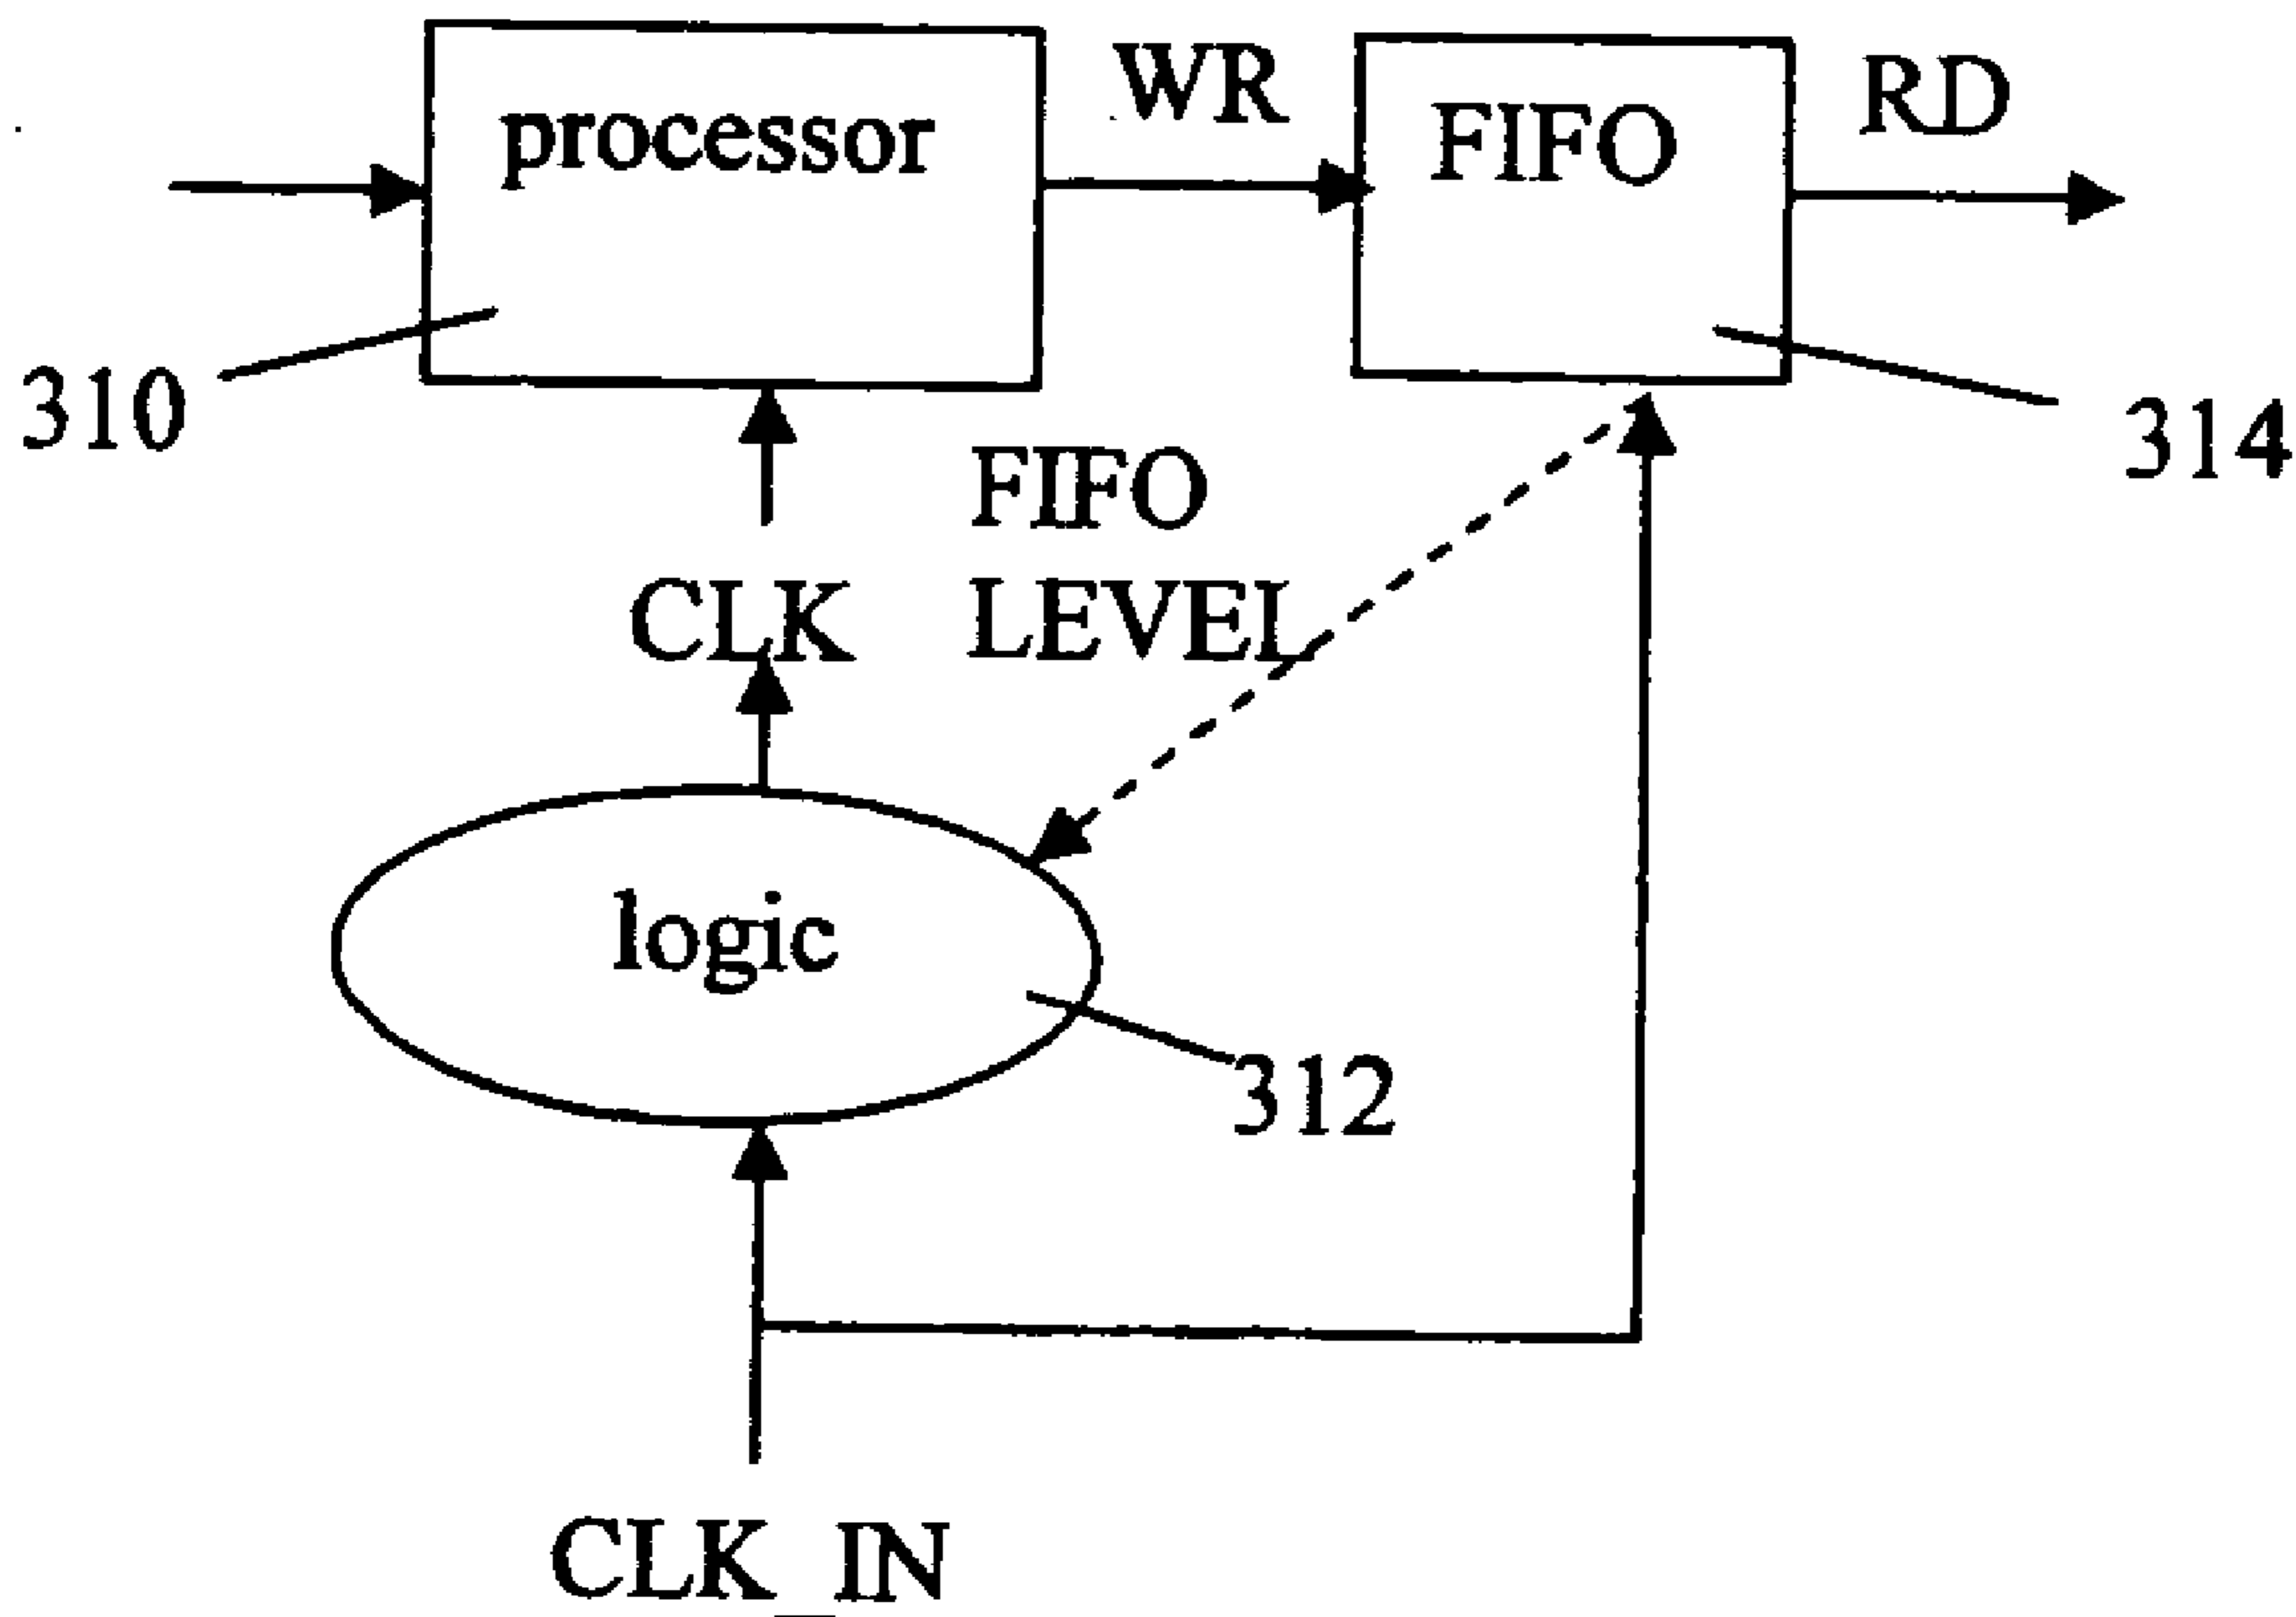 processor
WR
FIFO
RD
310
314
FIFO
LEVEL
CLK
logic
312
CLK_IN